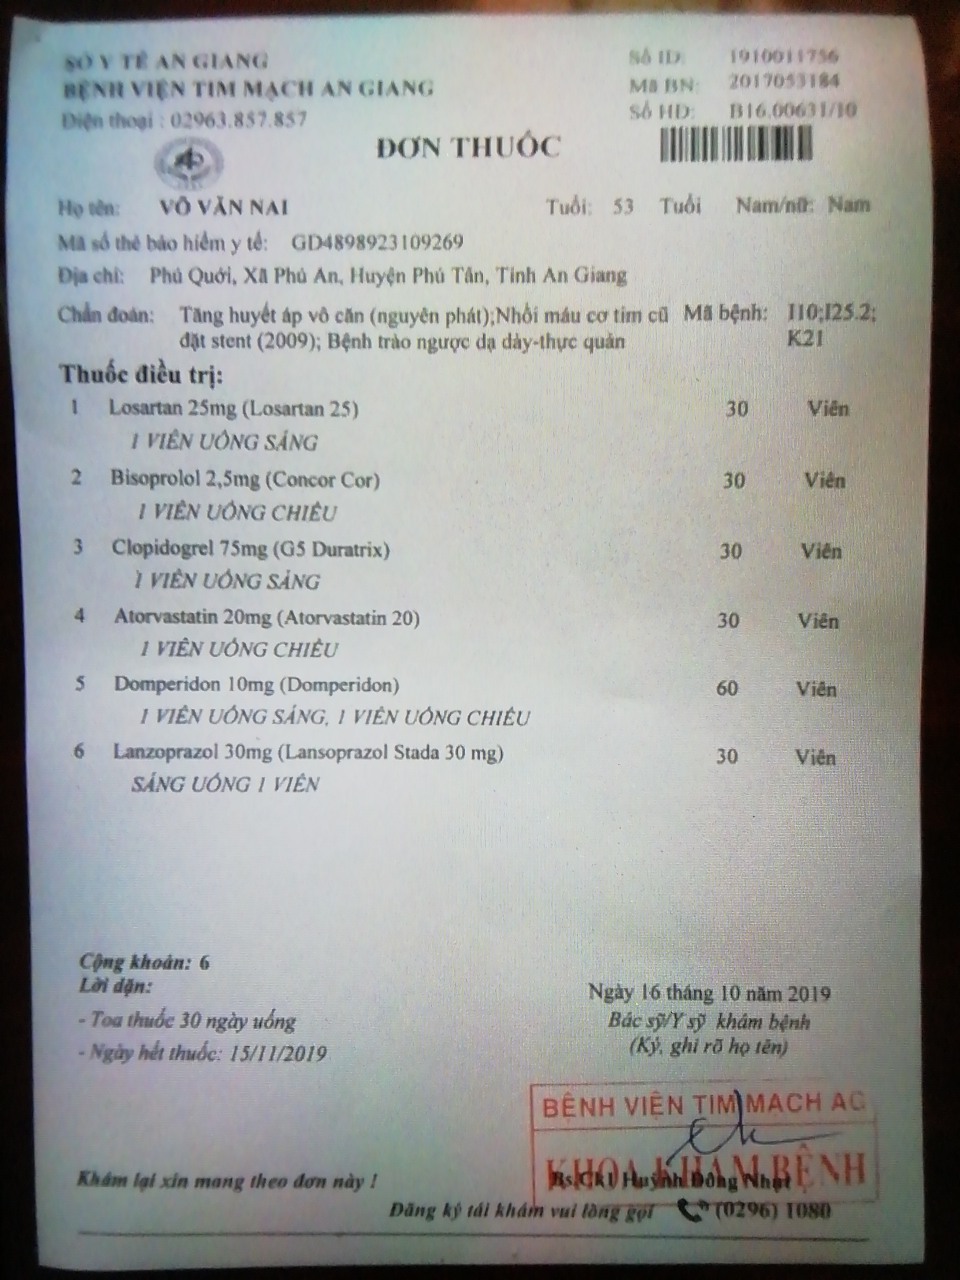 SỞ Y TẾ AN GIANG
BỆNH VIỆN TIM MẠCH AN GIANG
Điện thoại : 02963.857.857
Số ID: 1910011756
Mã BN: 2017053184
Số HD: B16.00631/10
ĐƠN THUỐC
Họ tên: VÕ VĂN NAI Tuổi: 53 Tuổi Nam/nữ: Nam
Mã số thẻ bảo hiểm y tế: GD4898923109269
Địa chỉ: Phú Quới, Xã Phú An, Huyện Phú Tân, Tỉnh An Giang
Chẩn đoán: Tăng huyết áp vô căn (nguyên phát);Nhồi máu cơ tim cũ Mã bệnh: I10;I25.2;
đặt stent (2009); Bệnh trào ngược dạ dày-thực quản K21
Thuốc điều trị:
1 Losartan 25mg (Losartan 25) 30 Viên
1 VIÊN UỐNG SÁNG
2 Bisoprolol 2,5mg (Concor Cor) 30 Viên
1 VIÊN UỐNG CHIỀU
3 Clopidogrel 75mg (G5 Duratrix) 30 Viên
1 VIÊN UỐNG SÁNG
4 Atorvastatin 20mg (Atorvastatin 20) 30 Viên
1 VIÊN UỐNG CHIỀU
5 Domperidon 10mg (Domperidon) 60 Viên
1 VIÊN UỐNG SÁNG, 1 VIÊN UỐNG CHIỀU
6 Lanzoprazol 30mg (Lansoprazol Stada 30 mg) 30 Viên
SÁNG UỐNG 1 VIÊN
Cộng khoản: 6
Lời dặn:
- Toa thuốc 30 ngày uống
- Ngày hết thuốc: 15/11/2019
Ngày 16 tháng 10 năm 2019
Bác sỹ/Y sỹ khám bệnh
(Ký, ghi rõ họ tên)
BỆNH VIỆN TIM MẠCH AG
KHOA KHÁM BỆNH
Bs.Ck1 Huỳnh Đông Nhựt
Khám lại xin mang theo đơn này !
Đăng ký tái khám vui lòng gọi (0296) 1080